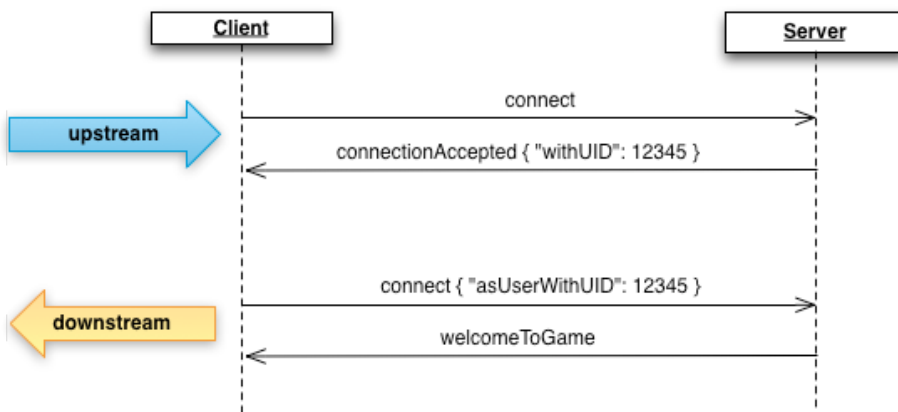 Client
Server
connect
upstream
connectionAccepted { "withUID": 12345 }
connect { "asUserWithUID": 12345 }
downstream
welcomeToGame